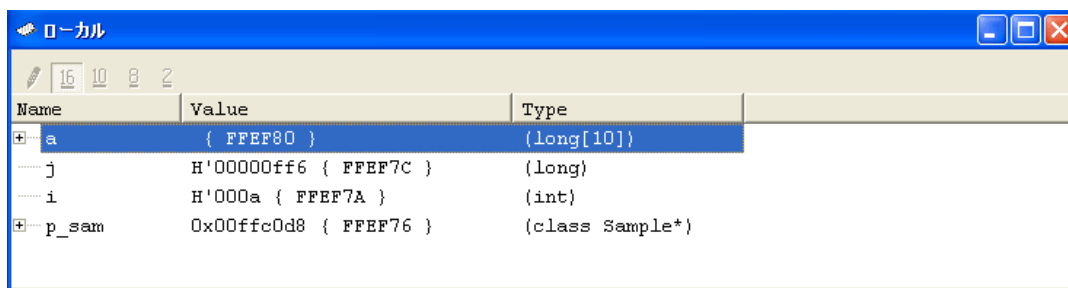 ローカル
16 10 8 2
Name Value Type
a { FFEF80 } (long[10])
j H'00000ff6 { FFEF7C } (long)
i H'000a { FFEF7A } (int)
p_sam 0x00ffc0d8 { FFEF76 } (class Sample*)